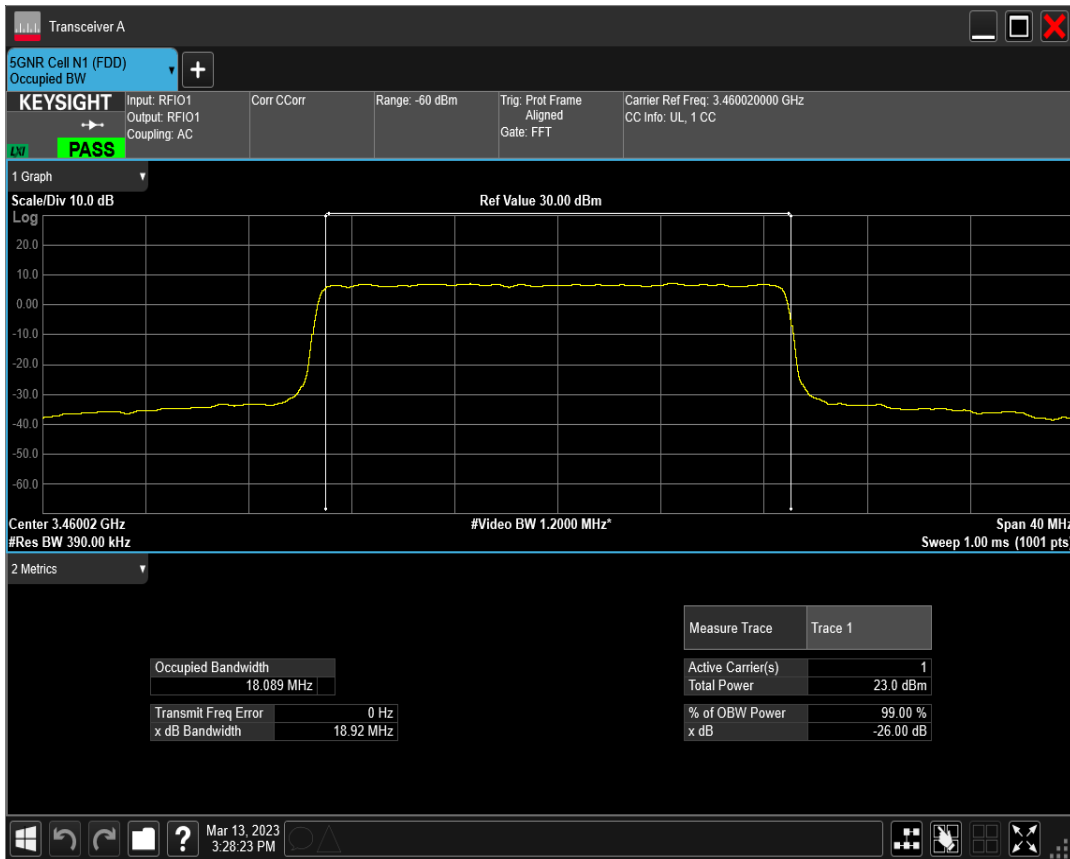 Transceiver A
5GNR Cell N1 (FDD)
Occupied BW
+
KEYSIGHT
LXI
PASS
Input: RFIO1
Output: RFIO1
Coupling: AC
Corr CCorr
Range: -60 dBm
Trig: Prot Frame
Aligned
Gate: FFT
Carrier Ref Freq: 3.460020000 GHz
CC Info: UL, 1 CC
1 Graph
Scale/Div 10.0 dB
Ref Value 30.00 dBm
Log
20.0
10.0
0.00
-10.0
-20.0
-30.0
-40.0
-50.0
-60.0
Center 3.46002 GHz
#Video BW 1.2000 MHz*
Span 40 MHz
#Res BW 390.00 kHz
Sweep 1.00 ms (1001 pts)
2 Metrics
Measure Trace Trace 1
Occupied Bandwidth
18.089 MHz
Active Carrier(s) 1
Total Power 23.0 dBm
Transmit Freq Error 0 Hz
x dB Bandwidth 18.92 MHz
% of OBW Power 99.00 %
x dB -26.00 dB
?
Mar 13, 2023
3:28:23 PM